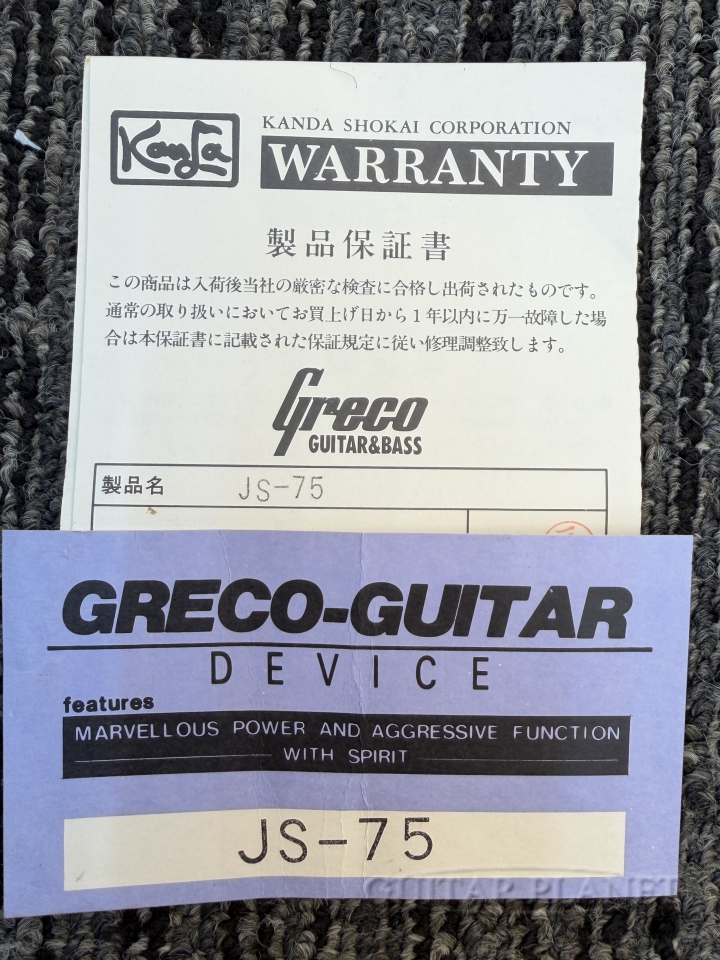 Kanda
KANDA SHOKAI CORPORATION
WARRANTY
製品保証書
この商品は入荷後当社の厳密な検査に合格し出荷されたものです。
通常の取り扱いにおいてお買上げ日から1年以内に万一故障した場
合は本保証書に記載された保証規定に従い修理調整致します。
Greco
GUITAR&BASS
製品名 JS-75
GRECO-GUITAR
DEVICE
features
MARVELLOUS POWER AND AGGRESSIVE FUNCTION
WITH SPIRIT
JS-75
GUITAR PLANET